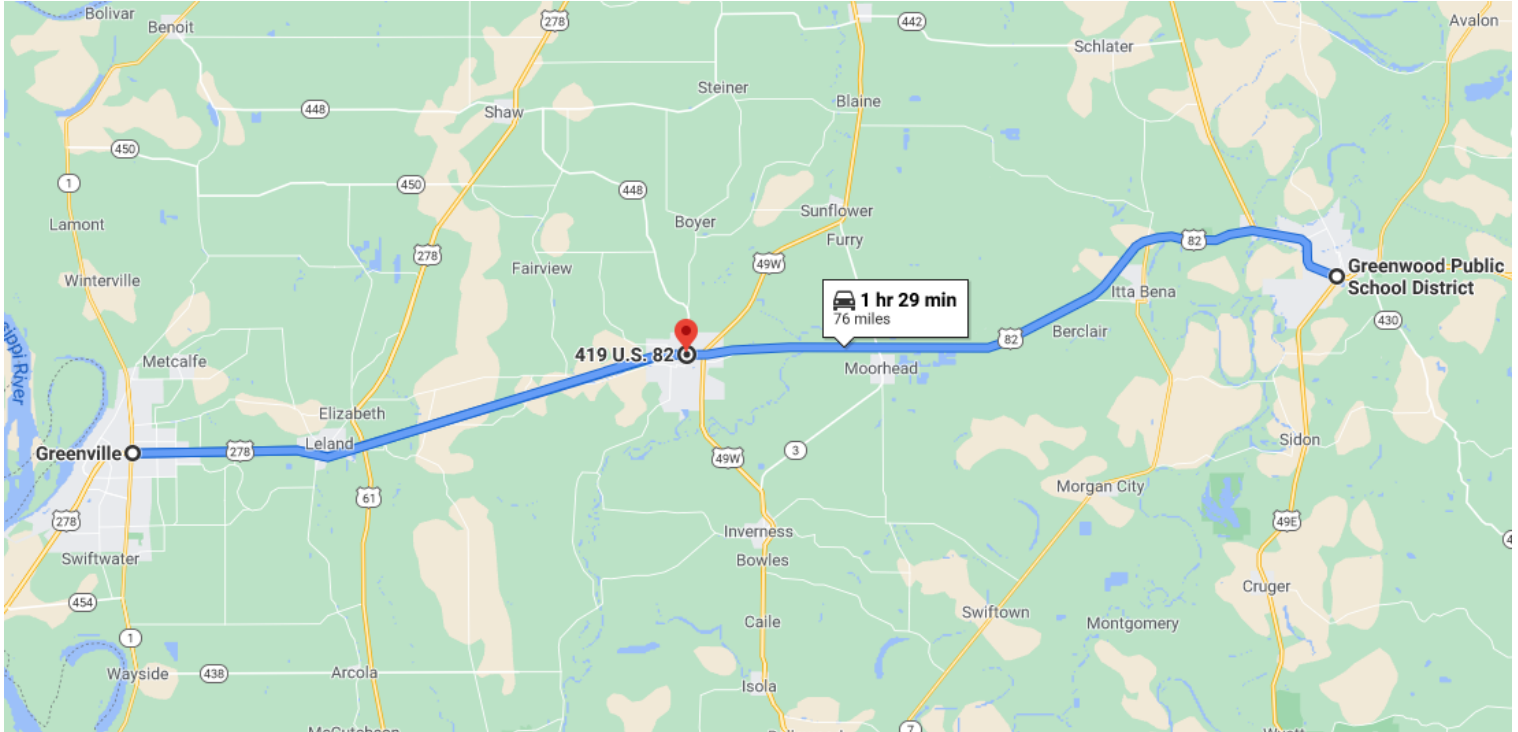 Bolivar
Benoit
278
442
Avalon
Schlater
Steiner
Blaine
448
Shaw
450
1
450
448
Lamont
Boyer
Sunflower
Furry
82
278
Fairview
49W
Winterville
Greenwood Public
School District
1 hr 29 min
76 miles
Itta Bena
430
Berclair
82
419 U.S. 82
Metcalfe
Moorhead
Elizabeth
Leland
Greenville
278
Sidon
3
49W
61
Morgan City
278
49E
Inverness
Swiftwater
Bowles
Cruger
454
Swiftown
Caile
Montgomery
1
Wayside
438
Arcola
Isola
7